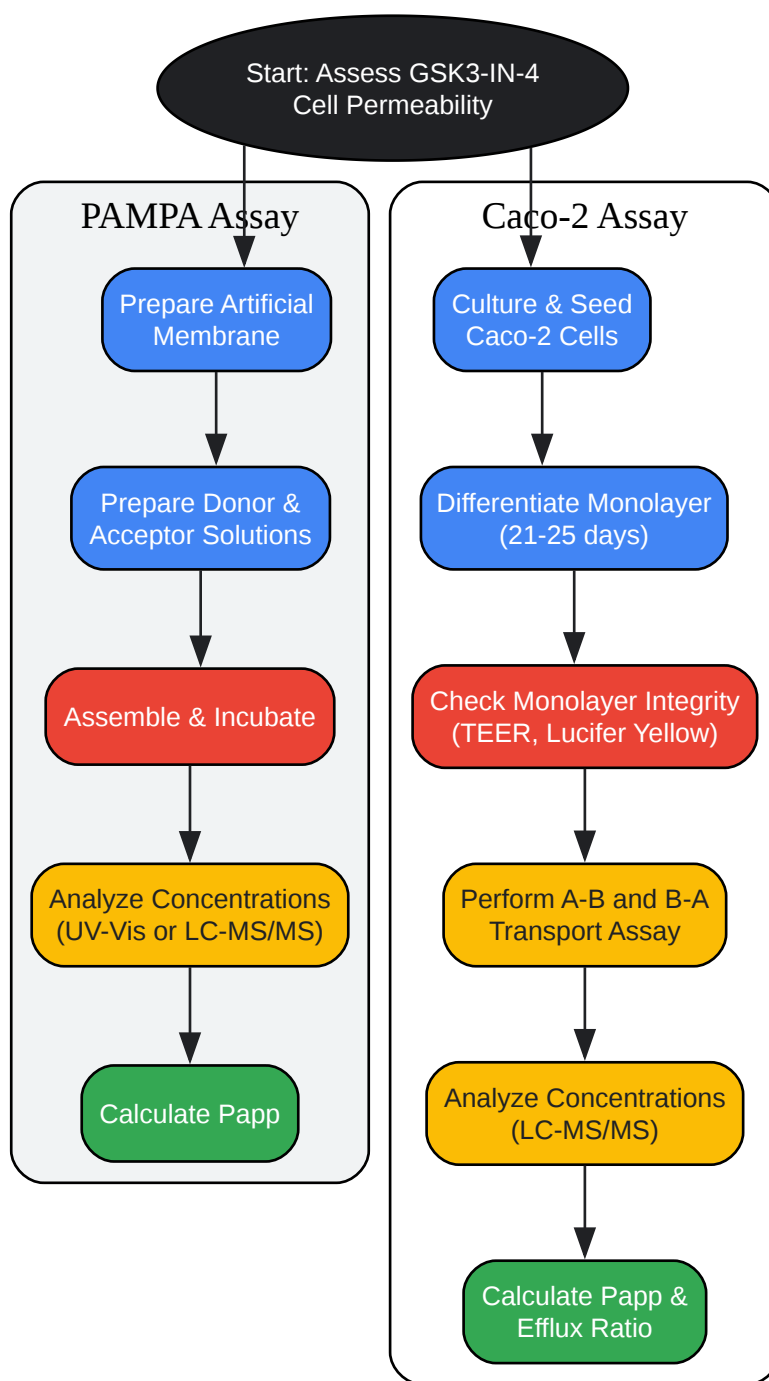 Start: Assess GSK3-IN-4
Cell Permeability
PAMPA Assay
Prepare Artificial
Membrane
Prepare Donor &
Acceptor Solutions
Assemble & Incubate
Analyze Concentrations
(UV-Vis or LC-MS/MS)
Calculate Papp
Caco-2 Assay
Culture & Seed
Caco-2 Cells
Differentiate Monolayer
(21-25 days)
Check Monolayer Integrity
(TEER, Lucifer Yellow)
Perform A-B and B-A
Transport Assay
Analyze Concentrations
(LC-MS/MS)
Calculate Papp &
Efflux Ratio